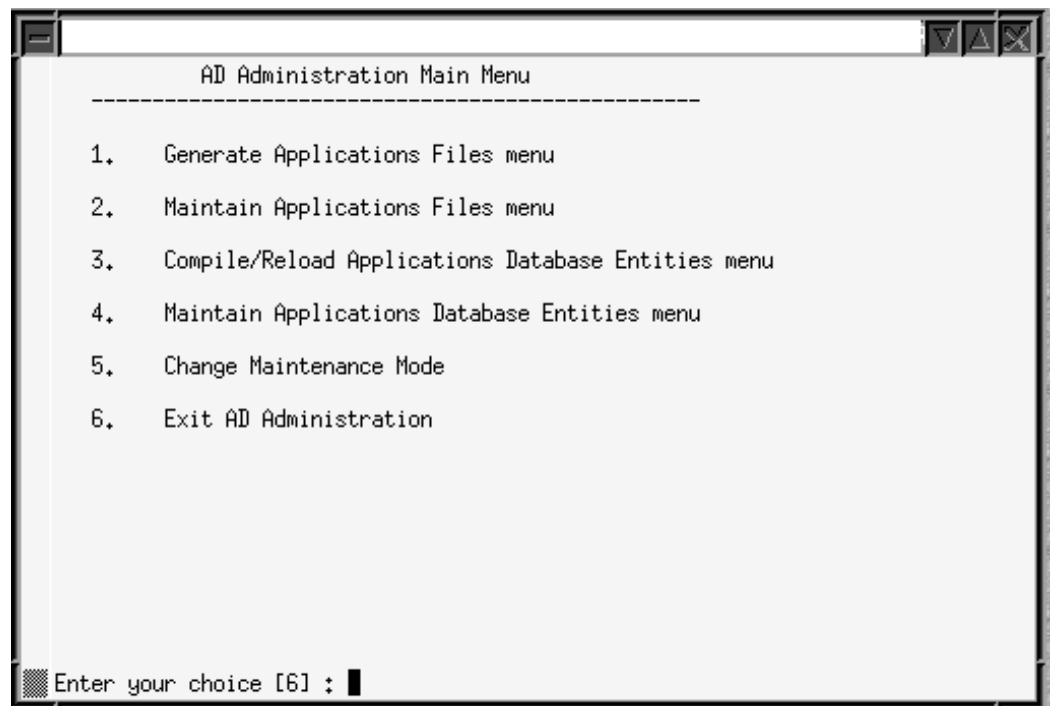 AD Administration Main Menu
--------------------------------------------------
1. Generate Applications Files menu
2. Maintain Applications Files menu
3. Compile/Reload Applications Database Entities menu
4. Maintain Applications Database Entities menu
5. Change Maintenance Mode
6. Exit AD Administration
Enter your choice [6] :